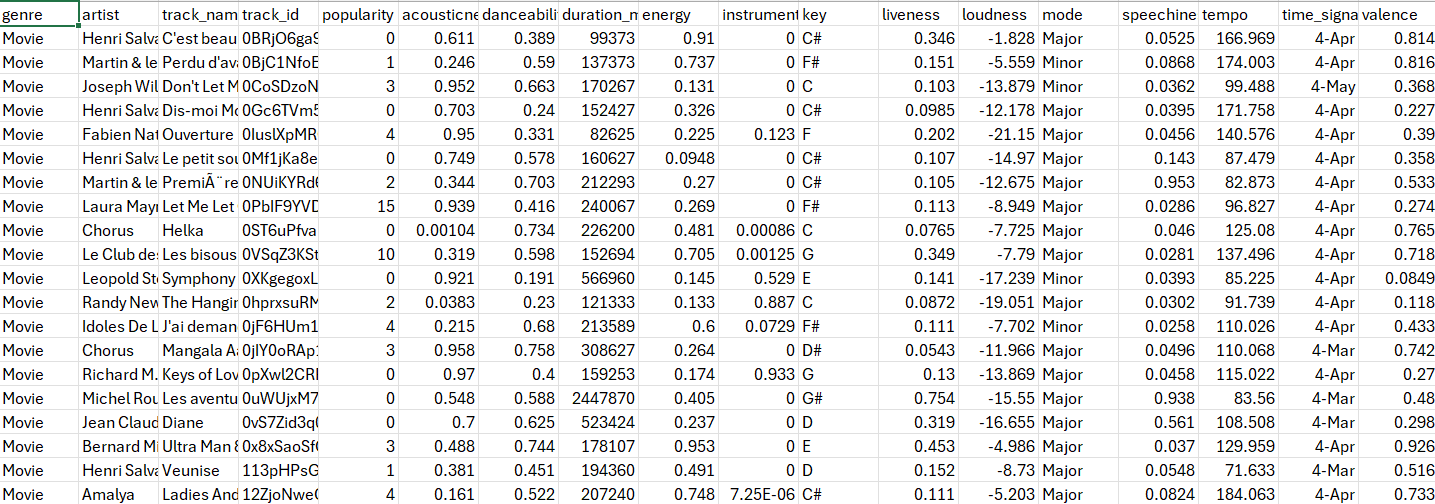 genre artist track_nam track_id popularity acousticne danceabili duration_m energy instrument key liveness loudness mode speechine tempo time_signa valence
Movie Henri Salva C'est beau 0BRjO6gaS 0 0.611 0.389 99373 0.91 0 C# 0.346 -1.828 Major 0.0525 166.969 4-Apr 0.814
Movie Martin & le Perdu d'ava 0BjC1NfoE 1 0.246 0.59 137373 0.737 0 F# 0.151 -5.559 Minor 0.0868 174.003 4-Apr 0.816
Movie Joseph Wil Don't Let M 0CoSDzoN 3 0.952 0.663 170267 0.131 0 C 0.103 -13.879 Minor 0.0362 99.488 4-May 0.368
Movie Henri Salva Dis-moi Mo 0Gc6TVm5 0 0.703 0.24 152427 0.326 0 C# 0.0985 -12.178 Major 0.0395 171.758 4-Apr 0.227
Movie Fabien Nat Ouverture 0IuslXpMR 4 0.95 0.331 82625 0.225 0.123 F 0.202 -21.15 Major 0.0456 140.576 4-Apr 0.39
Movie Henri Salva Le petit sou 0Mf1jKa8e 0 0.749 0.578 160627 0.0948 0 C# 0.107 -14.97 Major 0.143 87.479 4-Apr 0.358
Movie Martin & le PremiÃ¨re 0NUiKYRd6 2 0.344 0.703 212293 0.27 0 C# 0.105 -12.675 Major 0.953 82.873 4-Apr 0.533
Movie Laura Mayn Let Me Let 0PbIF9YVD 15 0.939 0.416 240067 0.269 0 F# 0.113 -8.949 Major 0.0286 96.827 4-Apr 0.274
Movie Chorus Helka 0ST6uPfva 0 0.00104 0.734 226200 0.481 0.00086 C 0.0765 -7.725 Major 0.046 125.08 4-Apr 0.765
Movie Le Club des Les bisous 0VSqZ3KSt 10 0.319 0.598 152694 0.705 0.00125 G 0.349 -7.79 Major 0.0281 137.496 4-Apr 0.718
Movie Leopold Sto Symphony 0XKgegoxL 0 0.921 0.191 566960 0.145 0.529 E 0.141 -17.239 Minor 0.0393 85.225 4-Apr 0.0849
Movie Randy New The Hangin 0hprxsuRM 2 0.0383 0.23 121333 0.133 0.887 C 0.0872 -19.051 Major 0.0302 91.739 4-Apr 0.118
Movie Idoles De L J'ai deman 0jF6HUm1 4 0.215 0.68 213589 0.6 0.0729 F# 0.111 -7.702 Minor 0.0258 110.026 4-Apr 0.433
Movie Chorus Mangala Aa 0jIY0oRAp1 3 0.958 0.758 308627 0.264 0 D# 0.0543 -11.966 Major 0.0496 110.068 4-Mar 0.742
Movie Richard M. Keys of Lov 0pXwl2CRI 0 0.97 0.4 159253 0.174 0.933 G 0.13 -13.869 Major 0.0458 115.022 4-Apr 0.27
Movie Michel Rou Les aventu 0uWUjxM7 0 0.548 0.588 2447870 0.405 0 G# 0.754 -15.55 Major 0.938 83.56 4-Mar 0.48
Movie Jean Claud Diane 0vS7Zid3q 0 0.7 0.625 523424 0.237 0 D 0.319 -16.655 Major 0.561 108.508 4-Mar 0.298
Movie Bernard Mi Ultra Man 8 0x8xSaoSf 3 0.488 0.744 178107 0.953 0 E 0.453 -4.986 Major 0.037 129.959 4-Apr 0.926
Movie Henri Salva Veunise 113pHPsG 1 0.381 0.451 194360 0.491 0 D 0.152 -8.73 Major 0.0548 71.633 4-Mar 0.516
Movie Amalya Ladies And 12ZjoNwe 4 0.161 0.522 207240 0.748 7.25E-06 C# 0.111 -5.203 Major 0.0824 184.063 4-Apr 0.733